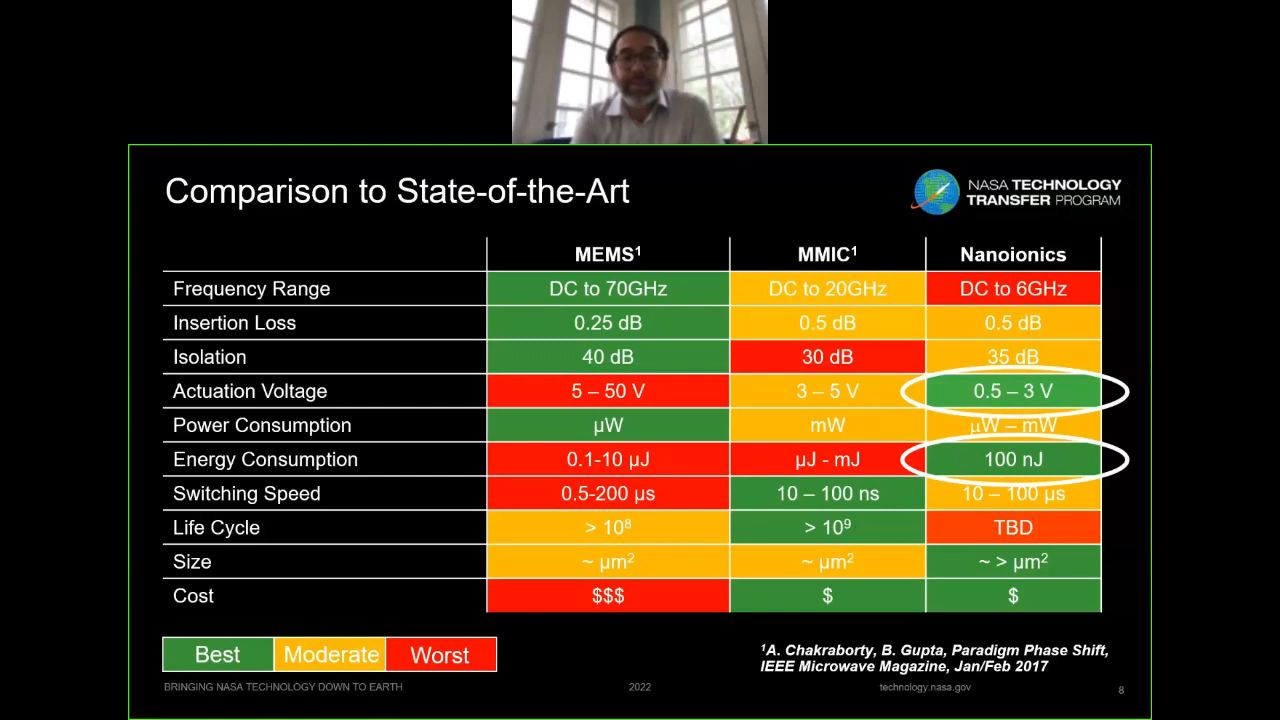 Comparison to State-of-the-Art
NASA TECHNOLOGY
TRANSFER PROGRAM
MEMS¹ MMIC¹ Nanoionics
Frequency Range DC to 70GHz DC to 20GHz DC to 6GHz
Insertion Loss 0.25 dB 0.5 dB 0.5 dB
Isolation 40 dB 30 dB 35 dB
Actuation Voltage 5 – 50 V 3 – 5 V 0.5 – 3 V
Power Consumption µW mW µW – mW
Energy Consumption 0.1-10 µJ µJ - mJ 100 nJ
Switching Speed 0.5-200 µs 10 – 100 ns 10 – 100 µs
Life Cycle > 10⁸ > 10⁹ TBD
Size ~ µm² ~ µm² ~ > µm²
Cost $$$ $ $
Best Moderate Worst
¹A. Chakraborty, B. Gupta, Paradigm Phase Shift,
IEEE Microwave Magazine, Jan/Feb 2017
BRINGING NASA TECHNOLOGY DOWN TO EARTH 2022 technology.nasa.gov 8